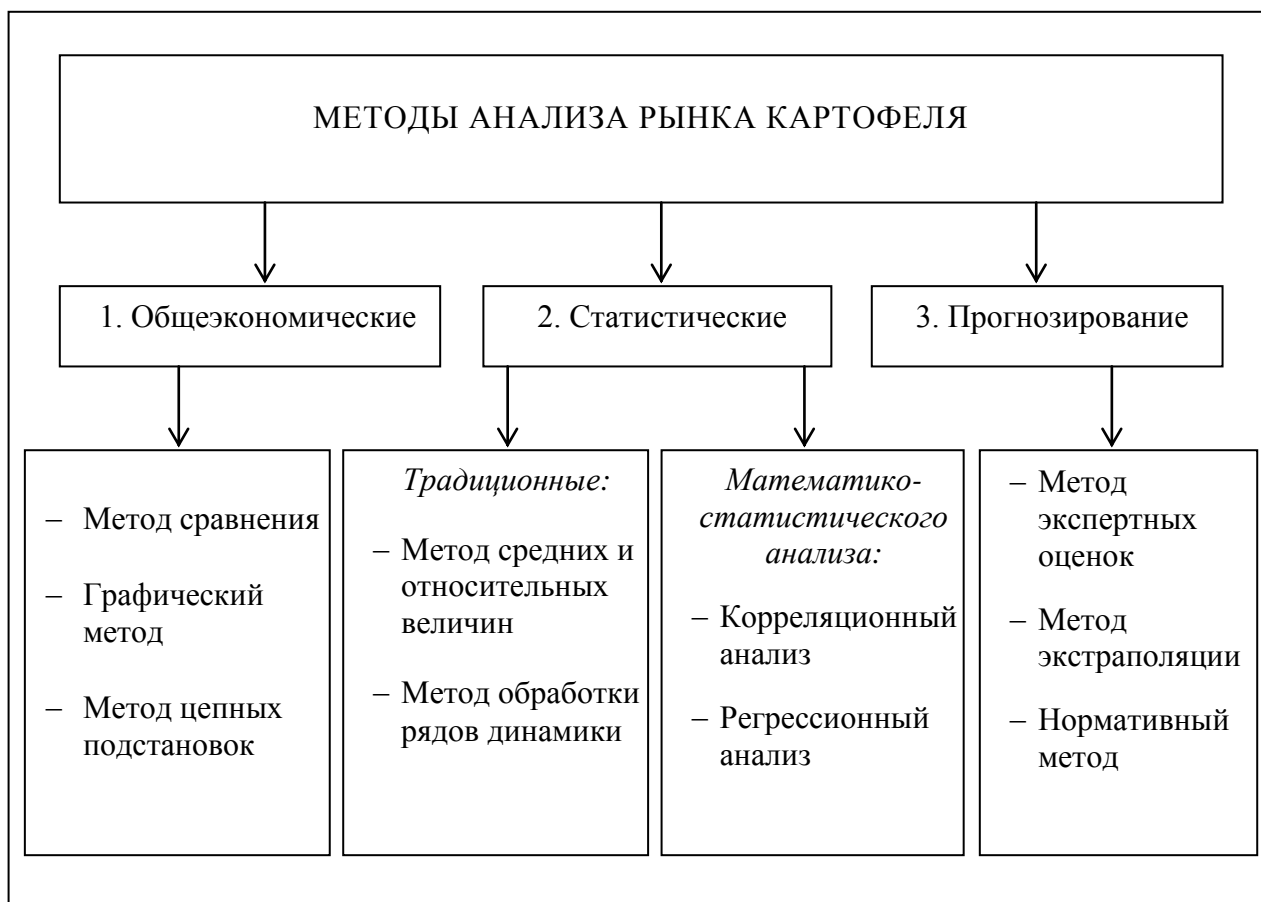 МЕТОДЫ АНАЛИЗА РЫНКА КАРТОФЕЛЯ
1. Общеэкономические
2. Статистические
3. Прогнозирование
– Метод сравнения
– Графический
метод
– Метод цепных
подстановок
Традиционные:
– Метод средних и
относительных
величин
– Метод обработки
рядов динамики
Математико-
статистического
анализа:
– Корреляционный
анализ
– Регрессионный
анализ
– Метод
экспертных
оценок
– Метод
экстраполяции
– Нормативный
метод